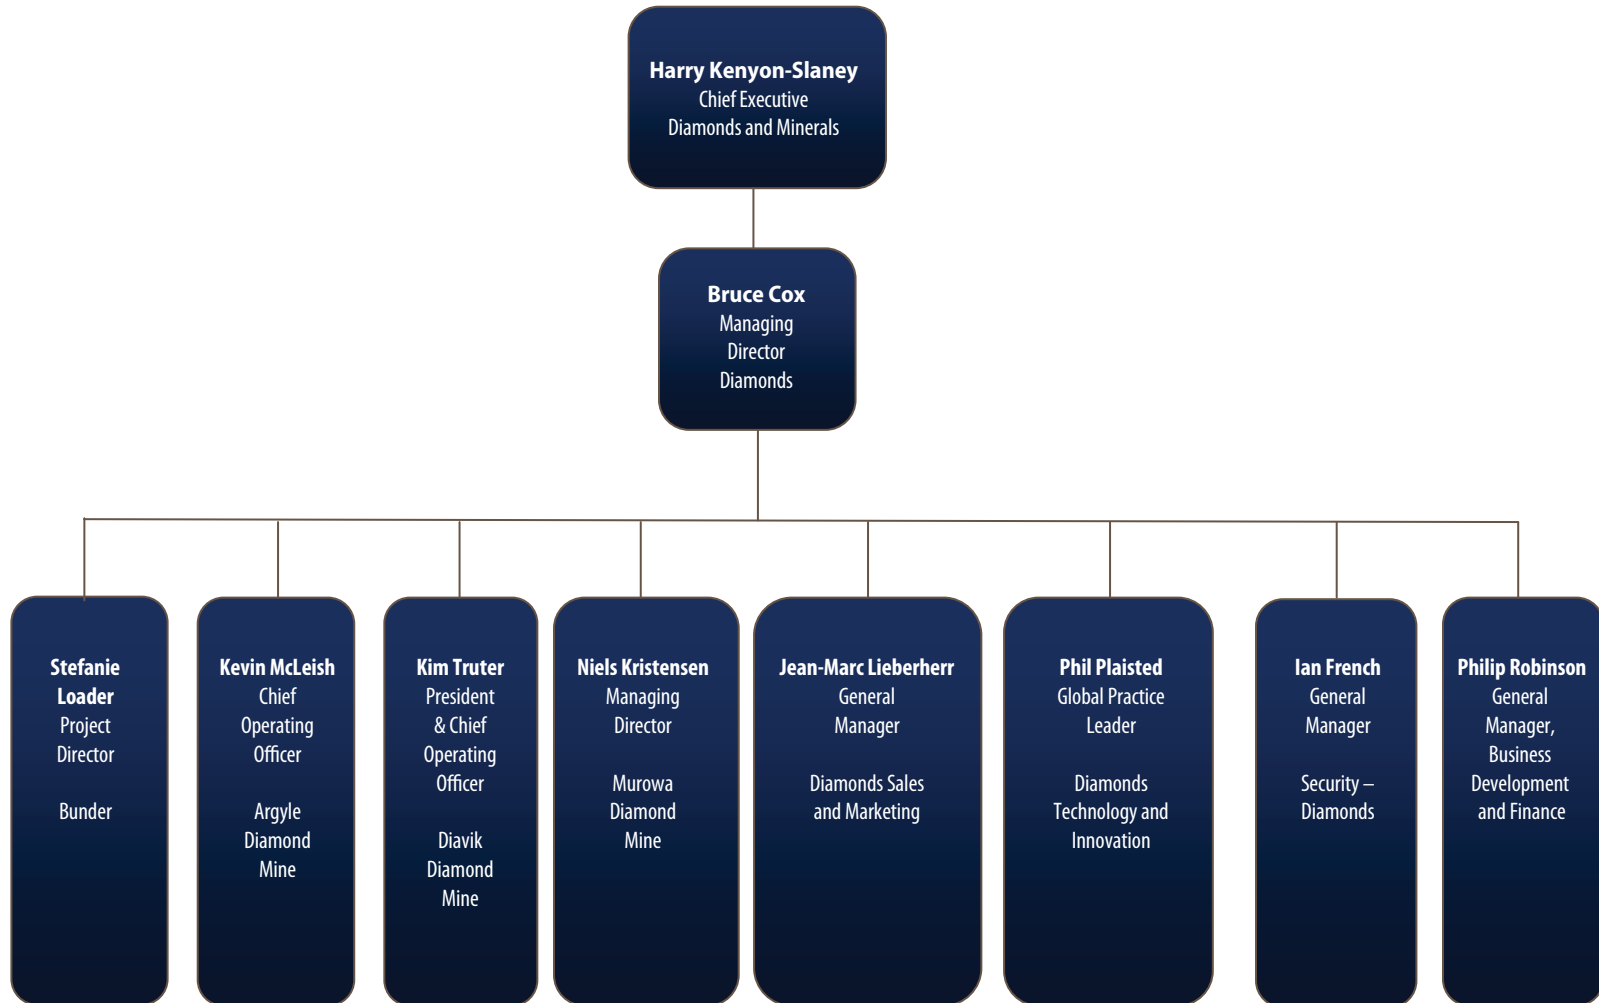 Harry Kenyon-Slaney
Chief Executive
Diamonds and Minerals
Bruce Cox
Managing
Director
Diamonds
Stefanie
Loader
Project
Director
Bunder
Kevin McLeish
Chief
Operating
Officer
Argyle
Diamond
Mine
Kim Truter
President
& Chief
Operating
Officer
Diavik
Diamond
Mine
Niels Kristensen
Managing
Director
Murowa
Diamond
Mine
Jean-Marc Lieberherr
General
Manager
Diamonds Sales
and Marketing
Phil Plaisted
Global Practice
Leader
Diamonds
Technology and
Innovation
Ian French
General
Manager
Security –
Diamonds
Philip Robinson
General
Manager,
Business
Development
and Finance